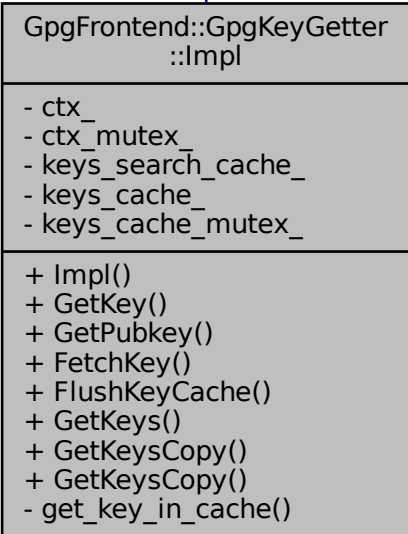 GpgFrontend::GpgKeyGetter
::Impl
- ctx_
- ctx_mutex_
- keys_search_cache_
- keys_cache_
- keys_cache_mutex_
+ Impl()
+ GetKey()
+ GetPubkey()
+ FetchKey()
+ FlushKeyCache()
+ GetKeys()
+ GetKeysCopy()
+ GetKeysCopy()
- get_key_in_cache()